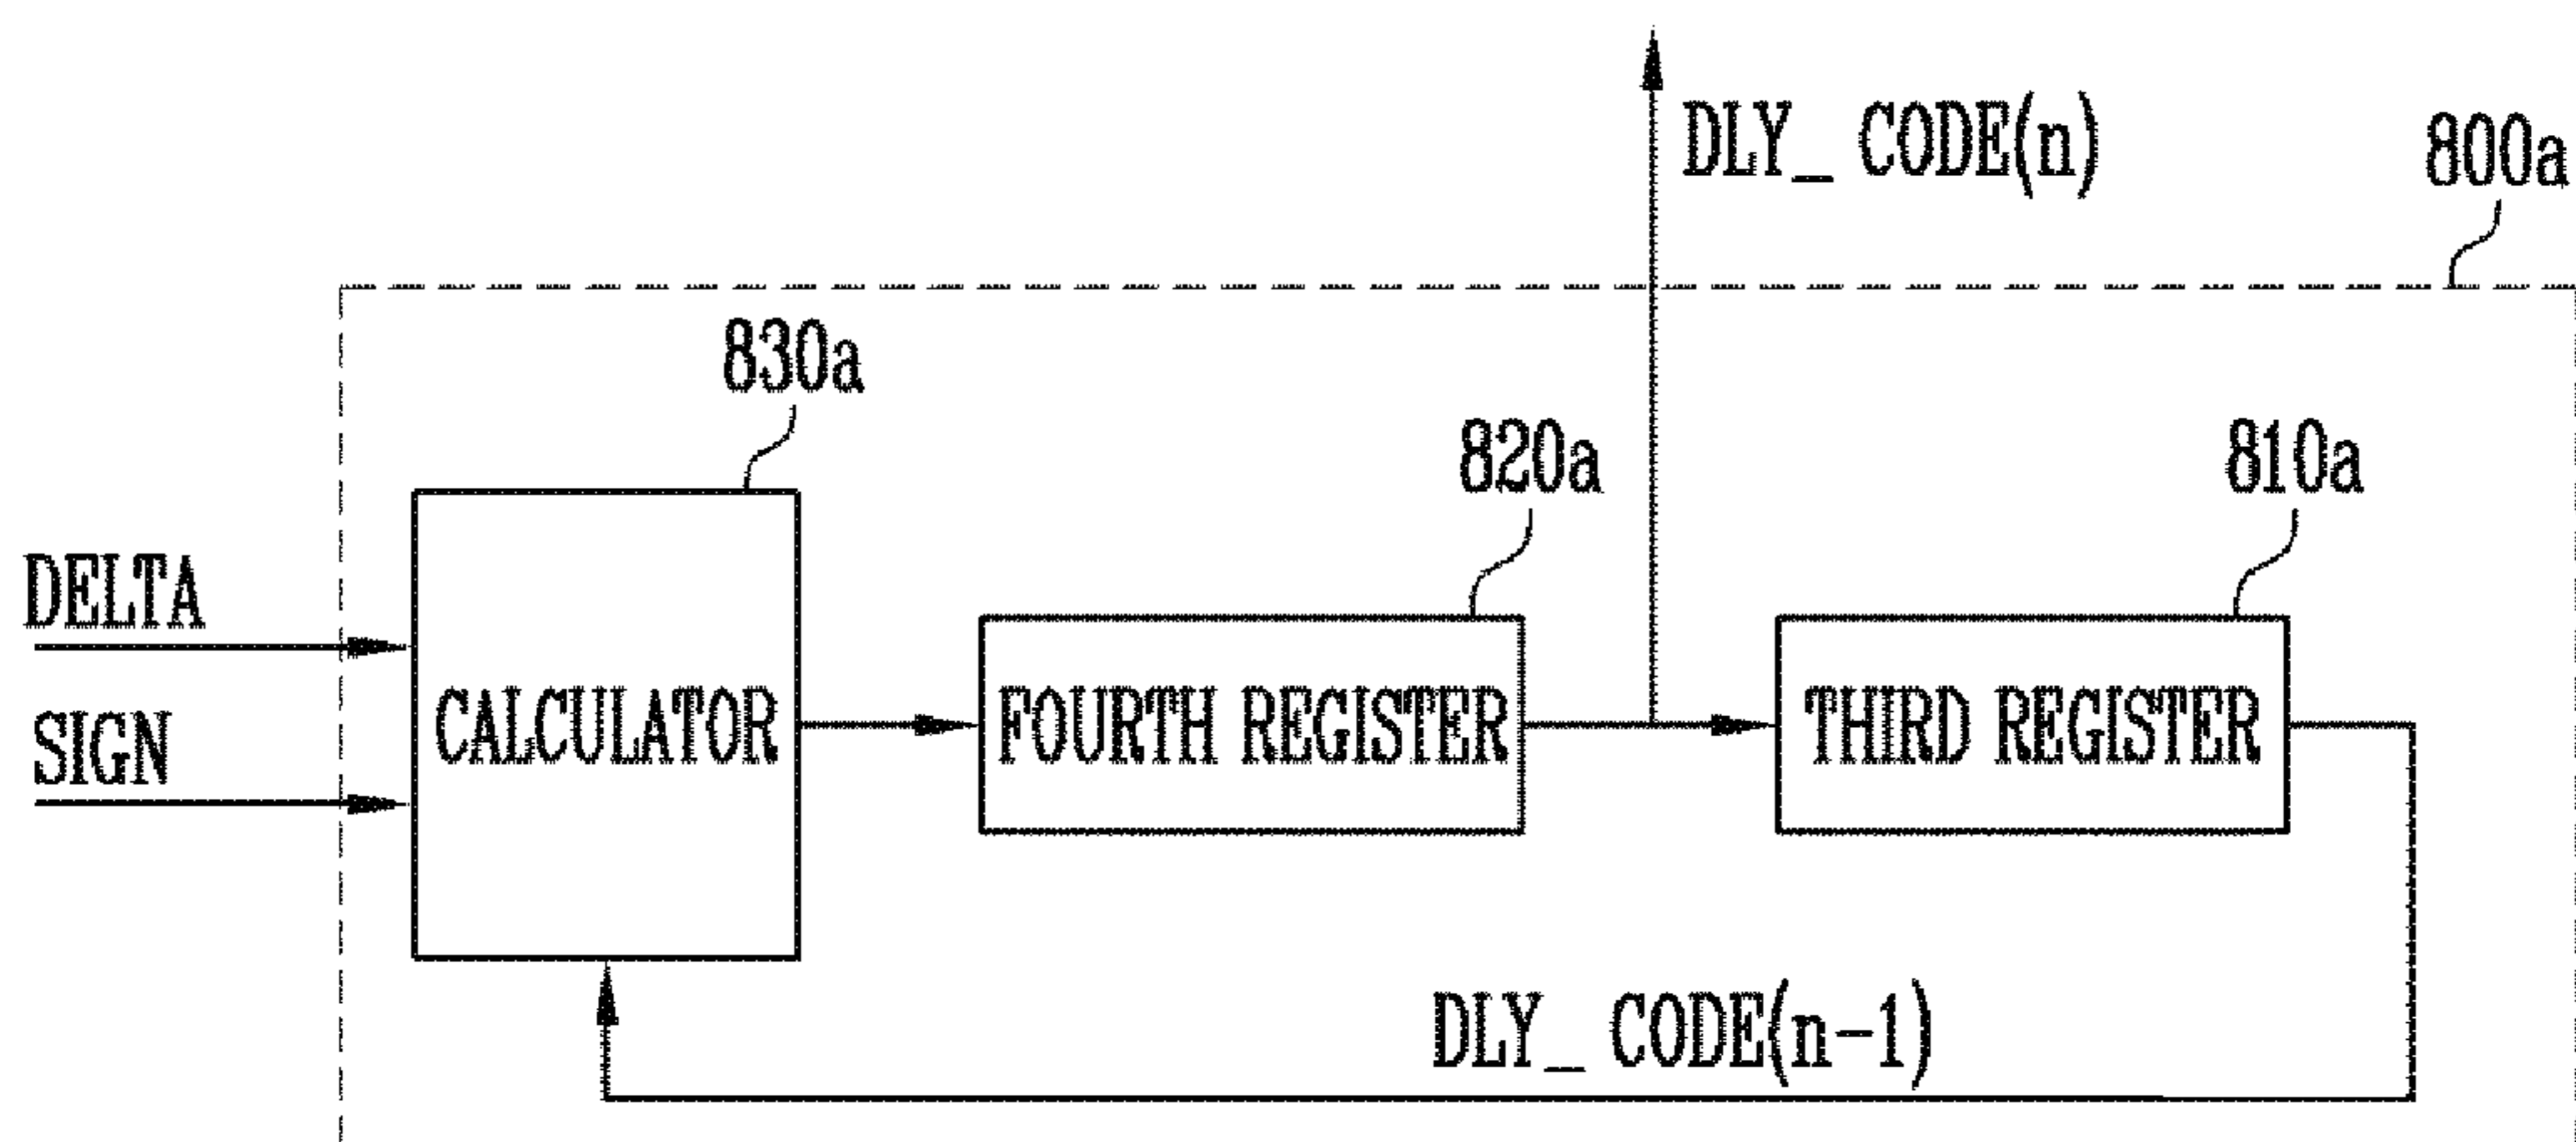 DLY_ CODE(n)
800a
830a
820a
810a
DELTA
SIGN
CALCULATOR
FOURTH REGISTER
THIRD REGISTER
DLY_ CODE(n-1)